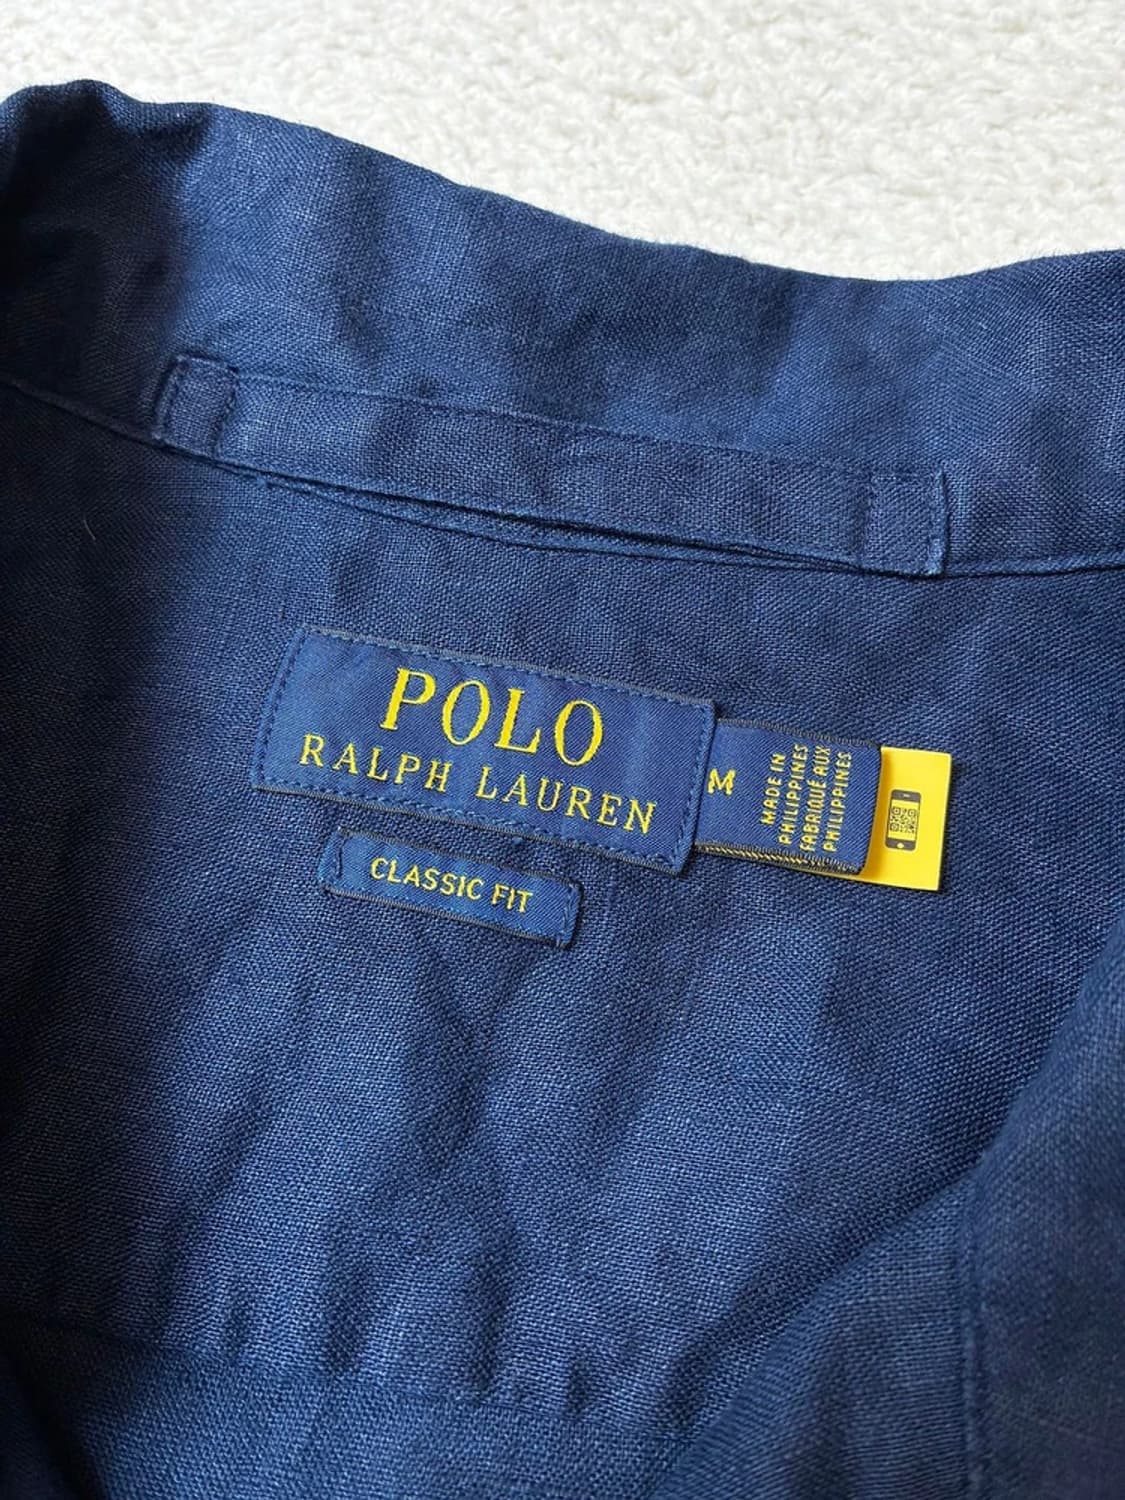 POLO
RALPH LAUREN
CLASSIC FIT
M
MADE IN
PHILIPPINES
FABRIQUÉ AUX
PHILIPPINES